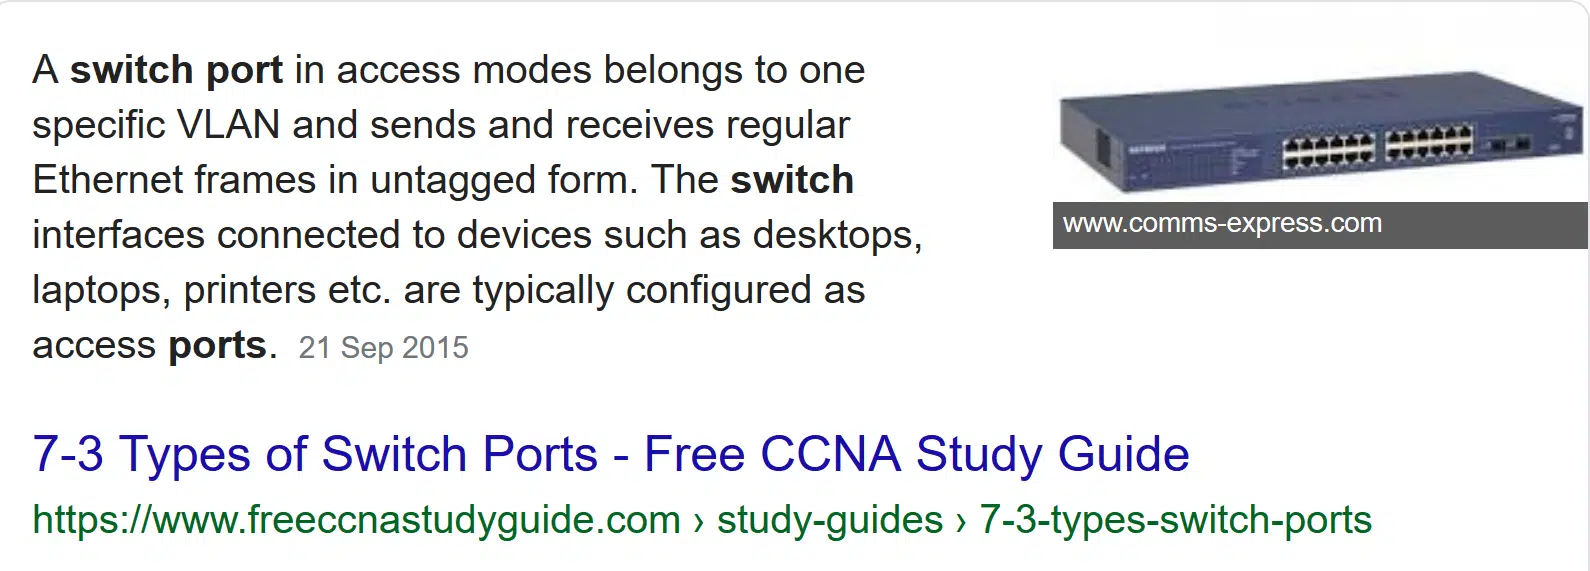 A switch port in access modes belongs to one
specific VLAN and sends and receives regular
Ethernet frames in untagged form. The switch
interfaces connected to devices such as desktops,
laptops, printers etc. are typically configured as
access ports. 21 Sep 2015
www.comms-express.com
7-3 Types of Switch Ports - Free CCNA Study Guide
https://www.freeccnastudyguide.com › study-guides › 7-3-types-switch-ports